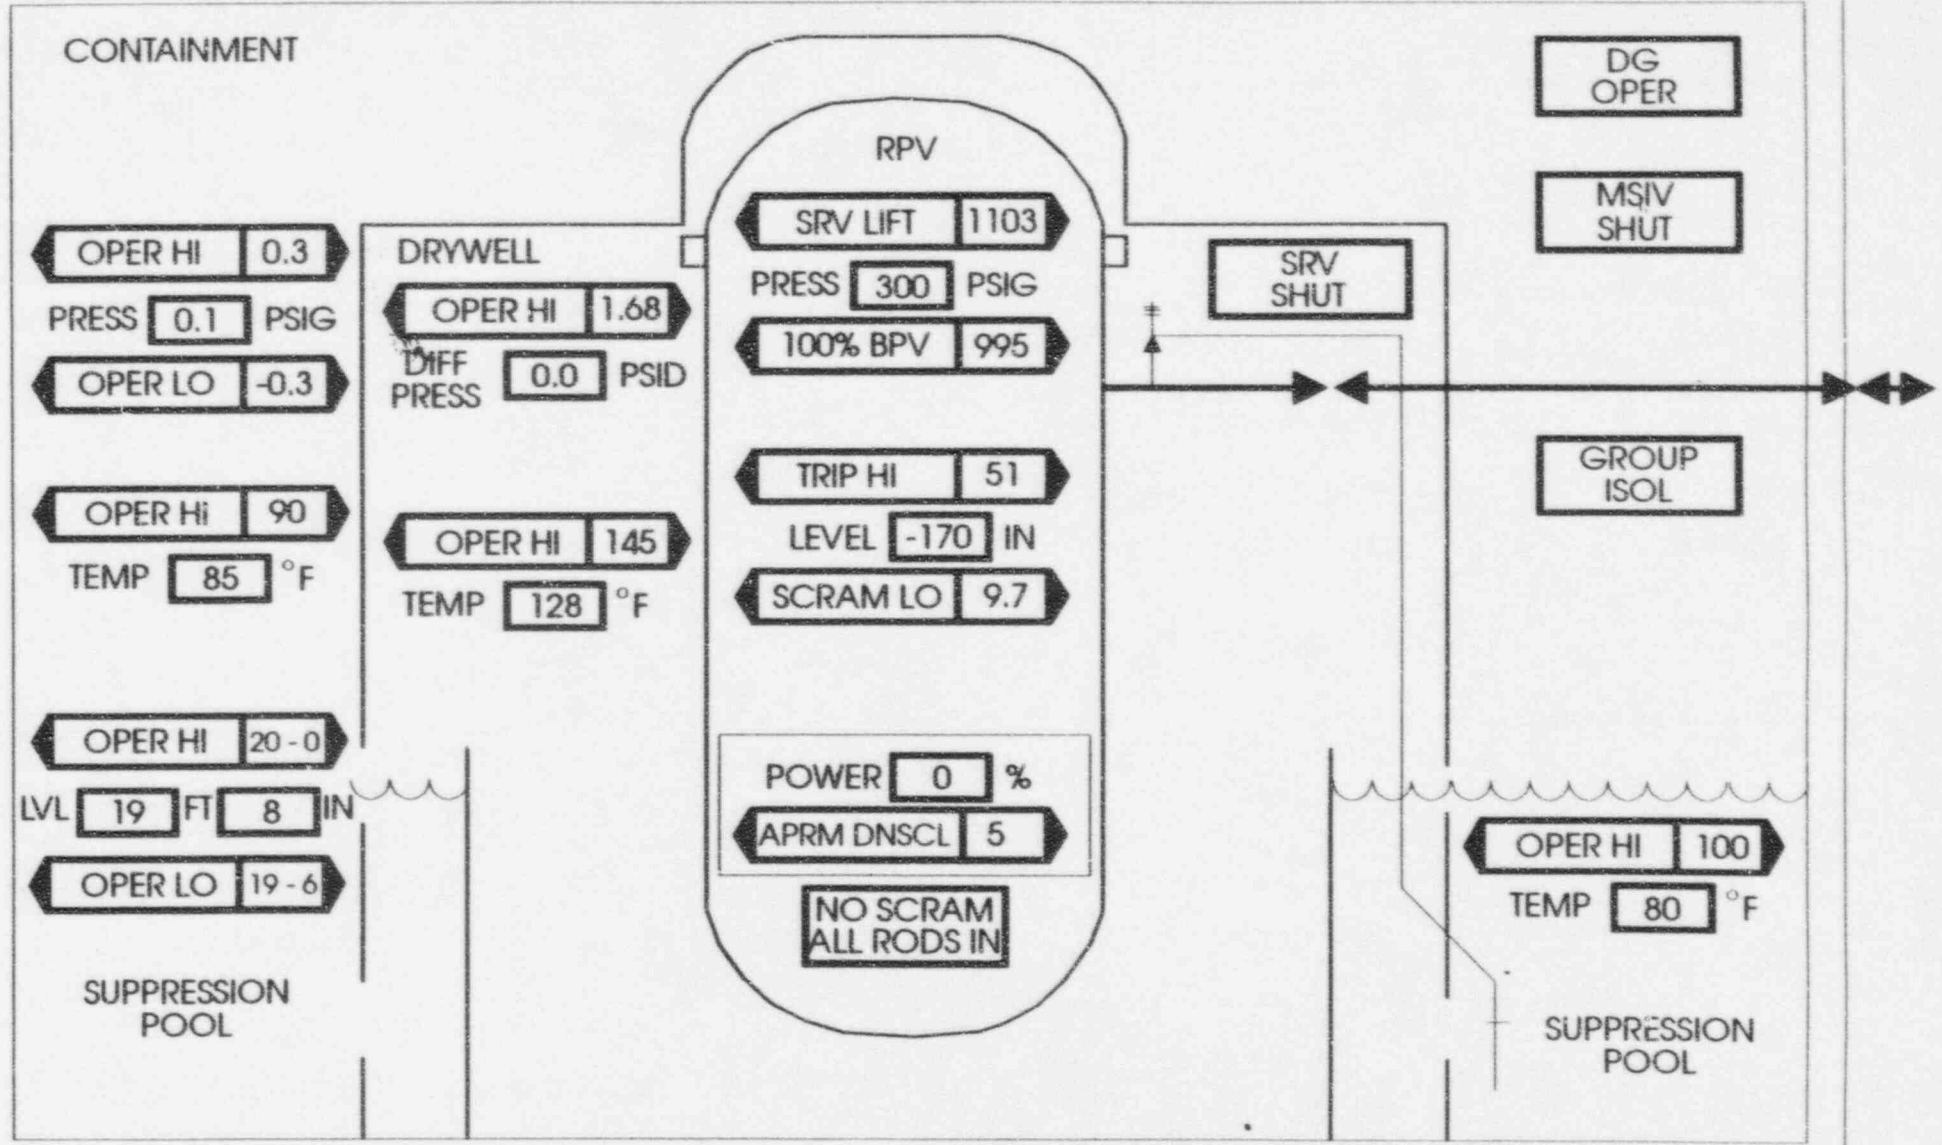 CONTAINMENT
OPER HI 0.3
PRESS 0.1 PSIG
OPER LO -0.3
OPER Hi 90
TEMP 85 °F
OPER HI 20 - 0
LVL 19 FT 8 IN
OPER LO 19 - 6
SUPPRESSION
POOL
DRYWELL
OPER HI 1.68
DIFF
PRESS 0.0 PSID
OPER HI 145
TEMP 128 °F
RPV
SRV LIFT 1103
PRESS 300 PSIG
100% BPV 995
TRIP HI 51
LEVEL -170 IN
SCRAM LO 9.7
POWER 0 %
APRM DNSCL 5
NO SCRAM
ALL RODS IN
SRV
SHUT
DG
OPER
MSIV
SHUT
GROUP
ISOL
OPER HI 100
TEMP 80 °F
SUPPRESSION
POOL